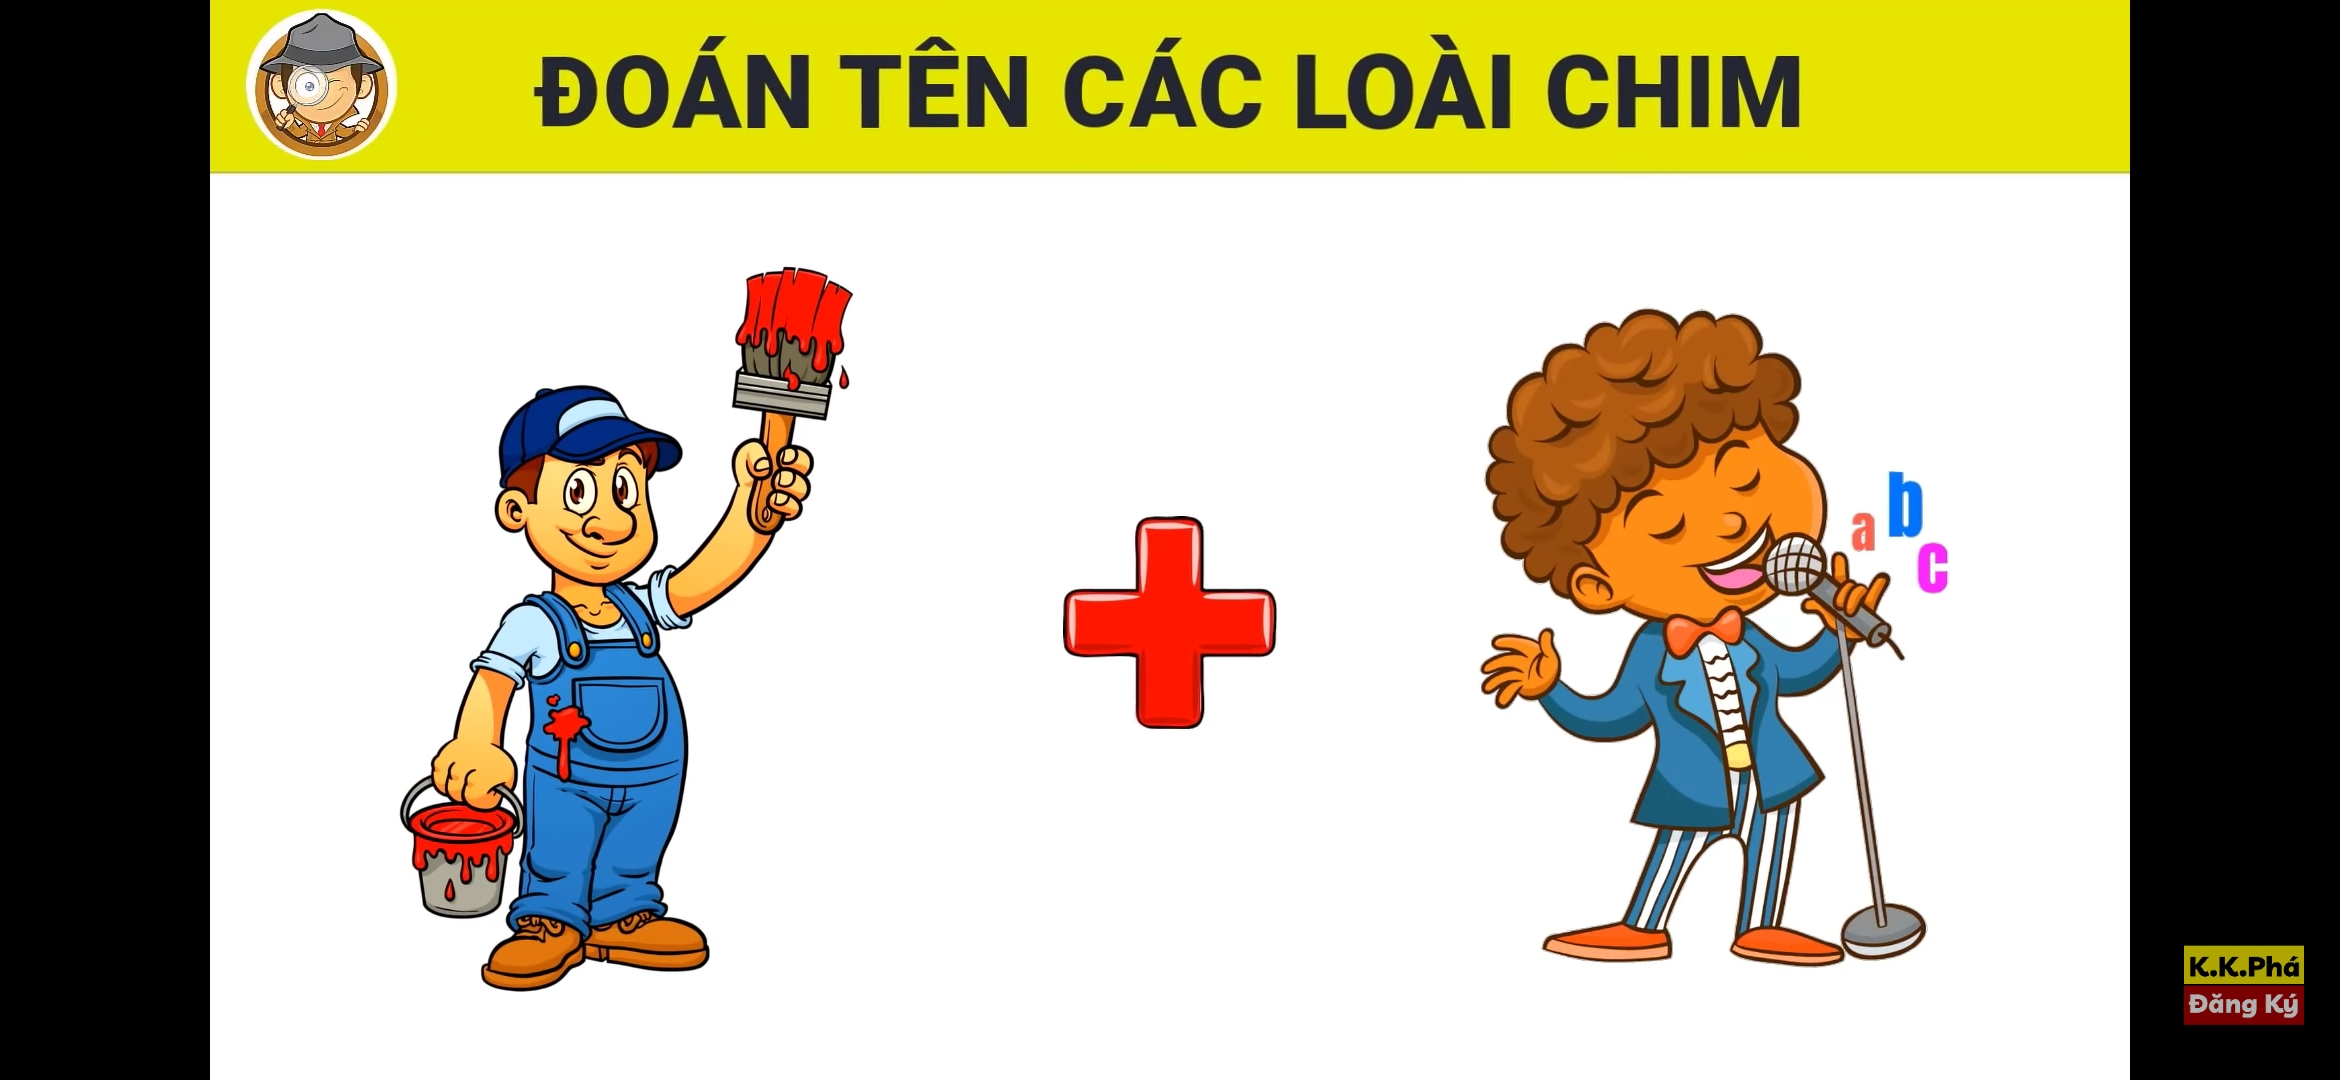 ĐOÁN TÊN CÁC LOÀI CHIM
a b c
K.K.Phá
Đăng Ký